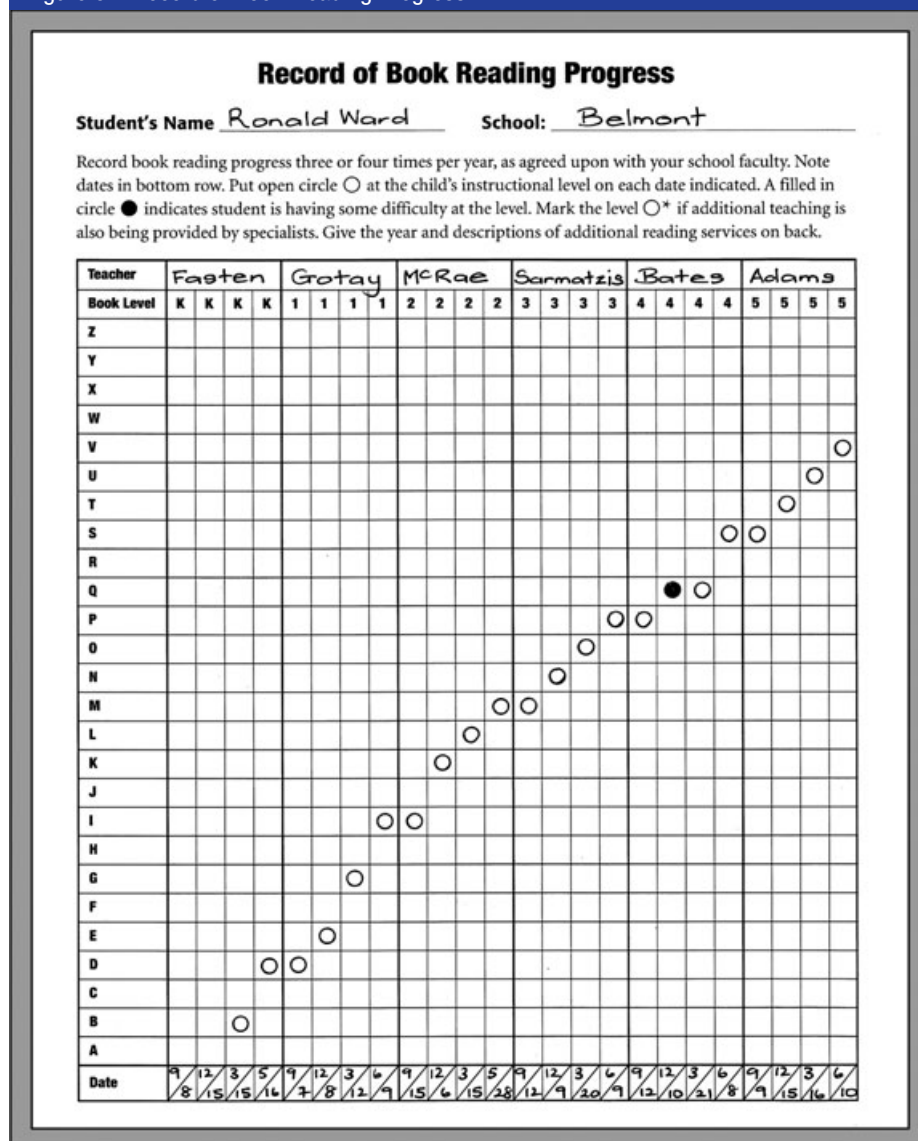 Record of Book Reading Progress
Student's Name Ronald Ward School: Belmont
Record book reading progress three or four times per year, as agreed upon with your school faculty. Note
dates in bottom row. Put open circle ○ at the child's instructional level on each date indicated. A filled in
circle ● indicates student is having some difficulty at the level. Mark the level ○* if additional teaching is
also being provided by specialists. Give the year and descriptions of additional reading services on back.
Teacher Fasten Gotay McRae Sarmatzis Bates Adams
Book Level K K K K 1 1 1 1 2 2 2 2 3 3 3 3 4 4 4 4 5 5 5 5
Z
Y
X
W
V
U
T
S
R
Q
P
O
N
M
L
K
J
I
H
G
F
E
D
C
B
A
Date 9/8 12/15 3/15 5/16 9/7 12/8 3/12 6/9 9/15 12/6 3/15 5/28 9/12 12/9 3/20 6/9 9/12 12/10 3/21 6/8 9/9 12/15 3/16 6/10